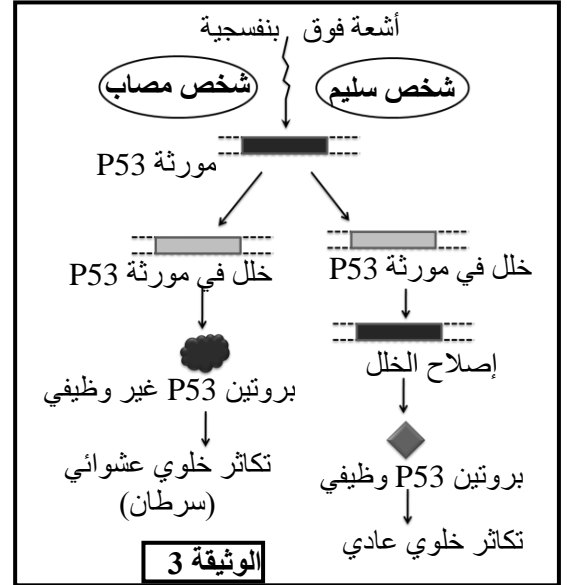 أشعة فوق بنفسجية
شخص سليم
شخص مصاب
مورثة P53
خلل في مورثة P53
خلل في مورثة P53
إصلاح الخلل
بروتين P53 غير وظيفي
بروتين P53 وظيفي
تكاثر خلوي عشوائي
(سرطان)
تكاثر خلوي عادي
الوثيقة 3